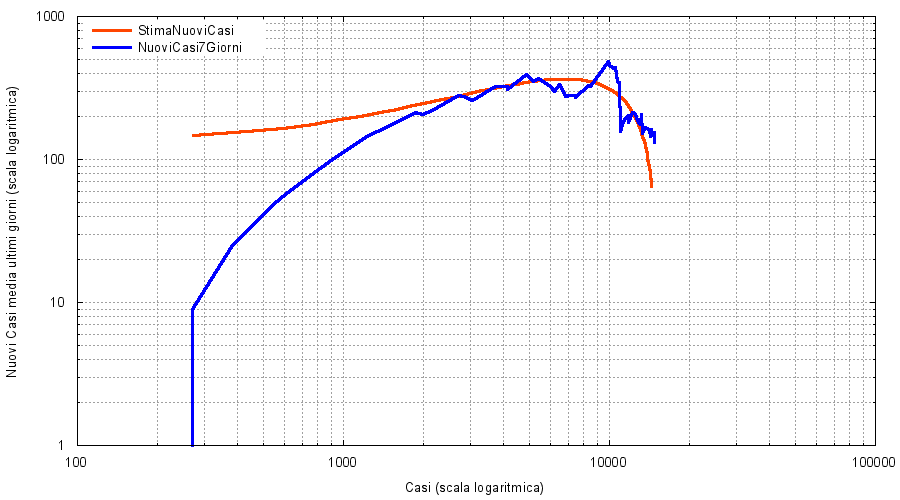 1000
StimaNuoviCasi
NuoviCasi7Giorni
100
10
1
Nuovi Casi media ultimi giorni (scala logaritmica)
100
1000
10000
100000
Casi (scala logaritmica)